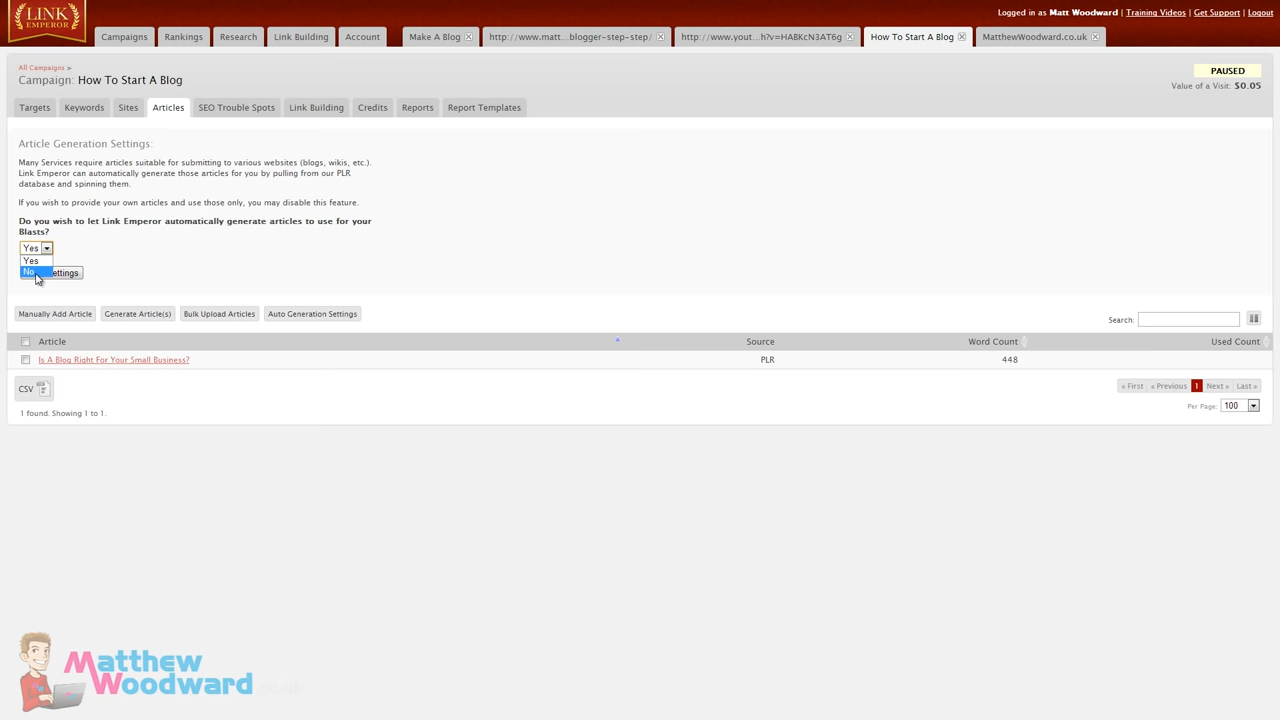 LINK
EMPEROR
Logged in as Matt Woodward | Training Videos | Get Support | Logout
Campaigns Rankings Research Link Building Account Make A Blog http://www.matt...blogger-step-step/ http://www.yout...h?v=HABKcN3AT6g How To Start A Blog MatthewWoodward.co.uk
All Campaigns >
Campaign: How To Start A Blog
PAUSED
Value of a Visit: $0.05
Targets Keywords Sites Articles SEO Trouble Spots Link Building Credits Reports Report Templates
Article Generation Settings:
Many Services require articles suitable for submitting to various websites (blogs, wikis, etc.).
Link Emperor can automatically generate those articles for you by pulling from our PLR
database and spinning them.
If you wish to provide your own articles and use those only, you may disable this feature.
Do you wish to let Link Emperor automatically generate articles to use for your
Blasts?
Yes
Yes
No
ettings
Manually Add Article Generate Article(s) Bulk Upload Articles Auto Generation Settings
Search:
Article Source Word Count Used Count
Is A Blog Right For Your Small Business? PLR 448
CSV
« First « Previous 1 Next » Last »
Per Page: 100
1 found. Showing 1 to 1.
Matthew
Woodward.co.uk